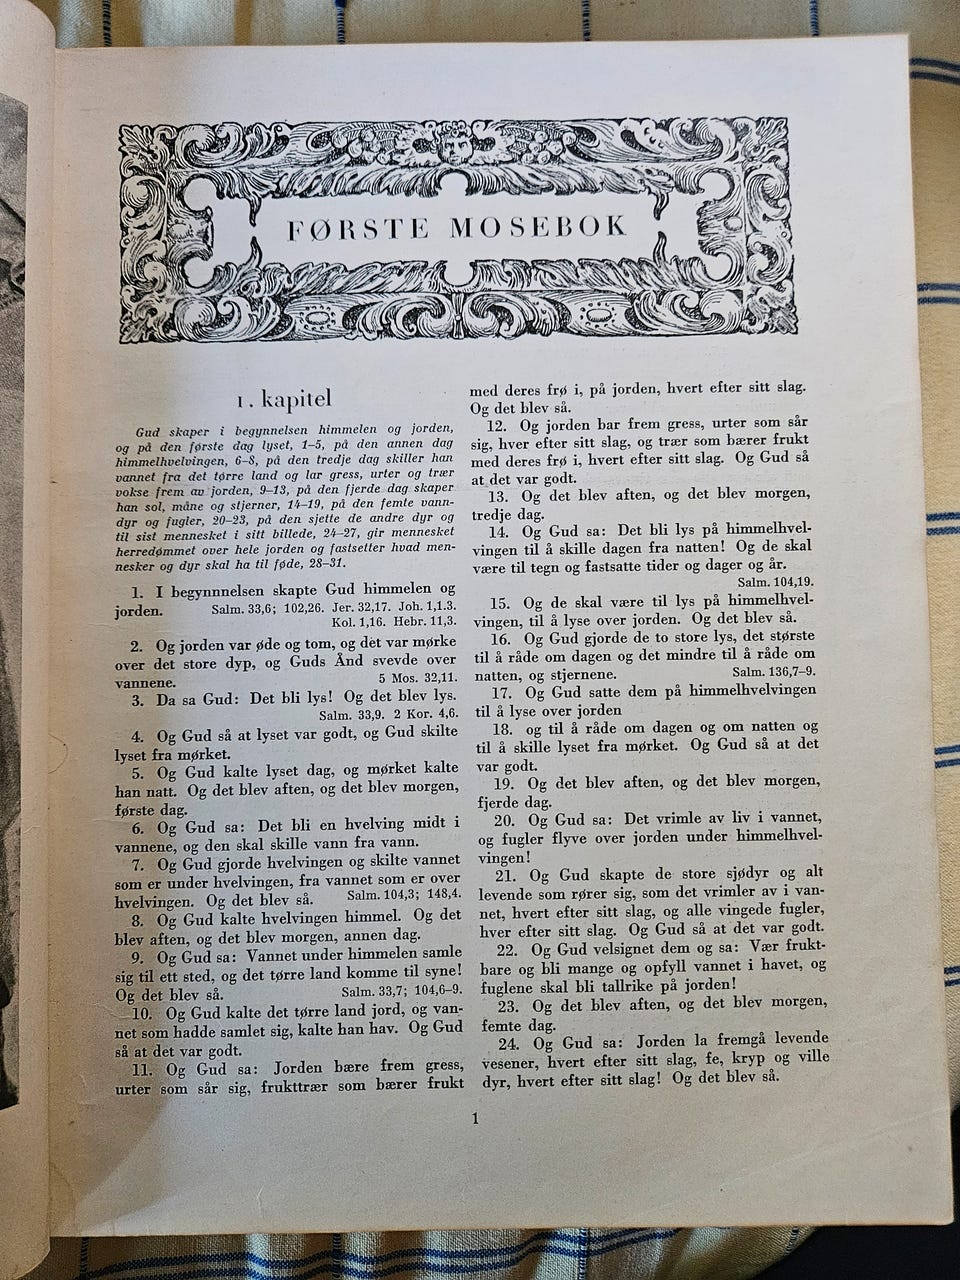 FØRSTE MOSEBOK
1. kapitel
Gud skaper i begynnelsen himmelen og jorden,
og på den første dag lyset, 1–5, på den annen dag
himmelhvelvingen, 6–8, på den tredje dag skiller han
vannet fra det tørre land og lar gress, urter og trær
vokse frem av jorden, 9–13, på den fjerde dag skaper
han sol, måne og stjerner, 14–19, på den femte vann-
dyr og fugler, 20–23, på den sjette de andre dyr og
til sist mennesket i sitt billede, 24–27, gir mennesket
herredømmet over hele jorden og fastsetter hvad men-
nesker og dyr skal ha til føde, 28–31.
1. I begynnnelsen skapte Gud himmelen og
jorden. Salm. 33,6; 102,26. Jer. 32,17. Joh. 1,1.3.
Kol. 1,16. Hebr. 11,3.
2. Og jorden var øde og tom, og det var mørke
over det store dyp, og Guds Ånd svevde over
vannene. 5 Mos. 32,11.
3. Da sa Gud: Det bli lys! Og det blev lys.
Salm. 33,9. 2 Kor. 4,6.
4. Og Gud så at lyset var godt, og Gud skilte
lyset fra mørket.
5. Og Gud kalte lyset dag, og mørket kalte
han natt. Og det blev aften, og det blev morgen,
første dag.
6. Og Gud sa: Det bli en hvelving midt i
vannene, og den skal skille vann fra vann.
7. Og Gud gjorde hvelvingen og skilte vannet
som er under hvelvingen, fra vannet som er over
hvelvingen. Og det blev så. Salm. 104,3; 148,4.
8. Og Gud kalte hvelvingen himmel. Og det
blev aften, og det blev morgen, annen dag.
9. Og Gud sa: Vannet under himmelen samle
sig til ett sted, og det tørre land komme til syne!
Og det blev så. Salm. 33,7; 104,6–9.
10. Og Gud kalte det tørre land jord, og van-
net som hadde samlet sig, kalte han hav. Og Gud
så at det var godt.
11. Og Gud sa: Jorden bære frem gress,
urter som sår sig, frukttrær som bærer frukt
med deres frø i, på jorden, hvert efter sitt slag.
Og det blev så.
12. Og jorden bar frem gress, urter som sår
sig, hver efter sitt slag, og trær som bærer frukt
med deres frø i, hvert efter sitt slag. Og Gud så
at det var godt.
13. Og det blev aften, og det blev morgen,
tredje dag.
14. Og Gud sa: Det bli lys på himmelhvel-
vingen til å skille dagen fra natten! Og de skal
være til tegn og fastsatte tider og dager og år.
Salm. 104,19.
15. Og de skal være til lys på himmelhvel-
vingen, til å lyse over jorden. Og det blev så.
16. Og Gud gjorde de to store lys, det største
til å råde om dagen og det mindre til å råde om
natten, og stjernene. Salm. 136,7–9.
17. Og Gud satte dem på himmelhvelvingen
til å lyse over jorden
18. og til å råde om dagen og om natten og
til å skille lyset fra mørket. Og Gud så at det
var godt.
19. Og det blev aften, og det blev morgen,
fjerde dag.
20. Og Gud sa: Det vrimle av liv i vannet,
og fugler flyve over jorden under himmelhvel-
vingen!
21. Og Gud skapte de store sjødyr og alt
levende som rører sig, som det vrimler av i van-
net, hvert efter sitt slag, og alle vingede fugler,
hver efter sitt slag. Og Gud så at det var godt.
22. Og Gud velsignet dem og sa: Vær frukt-
bare og bli mange og opfyll vannet i havet, og
fuglene skal bli tallrike på jorden!
23. Og det blev aften, og det blev morgen,
femte dag.
24. Og Gud sa: Jorden la fremgå levende
vesener, hvert efter sitt slag, fe, kryp og ville
dyr, hvert efter sitt slag! Og det blev så.
1